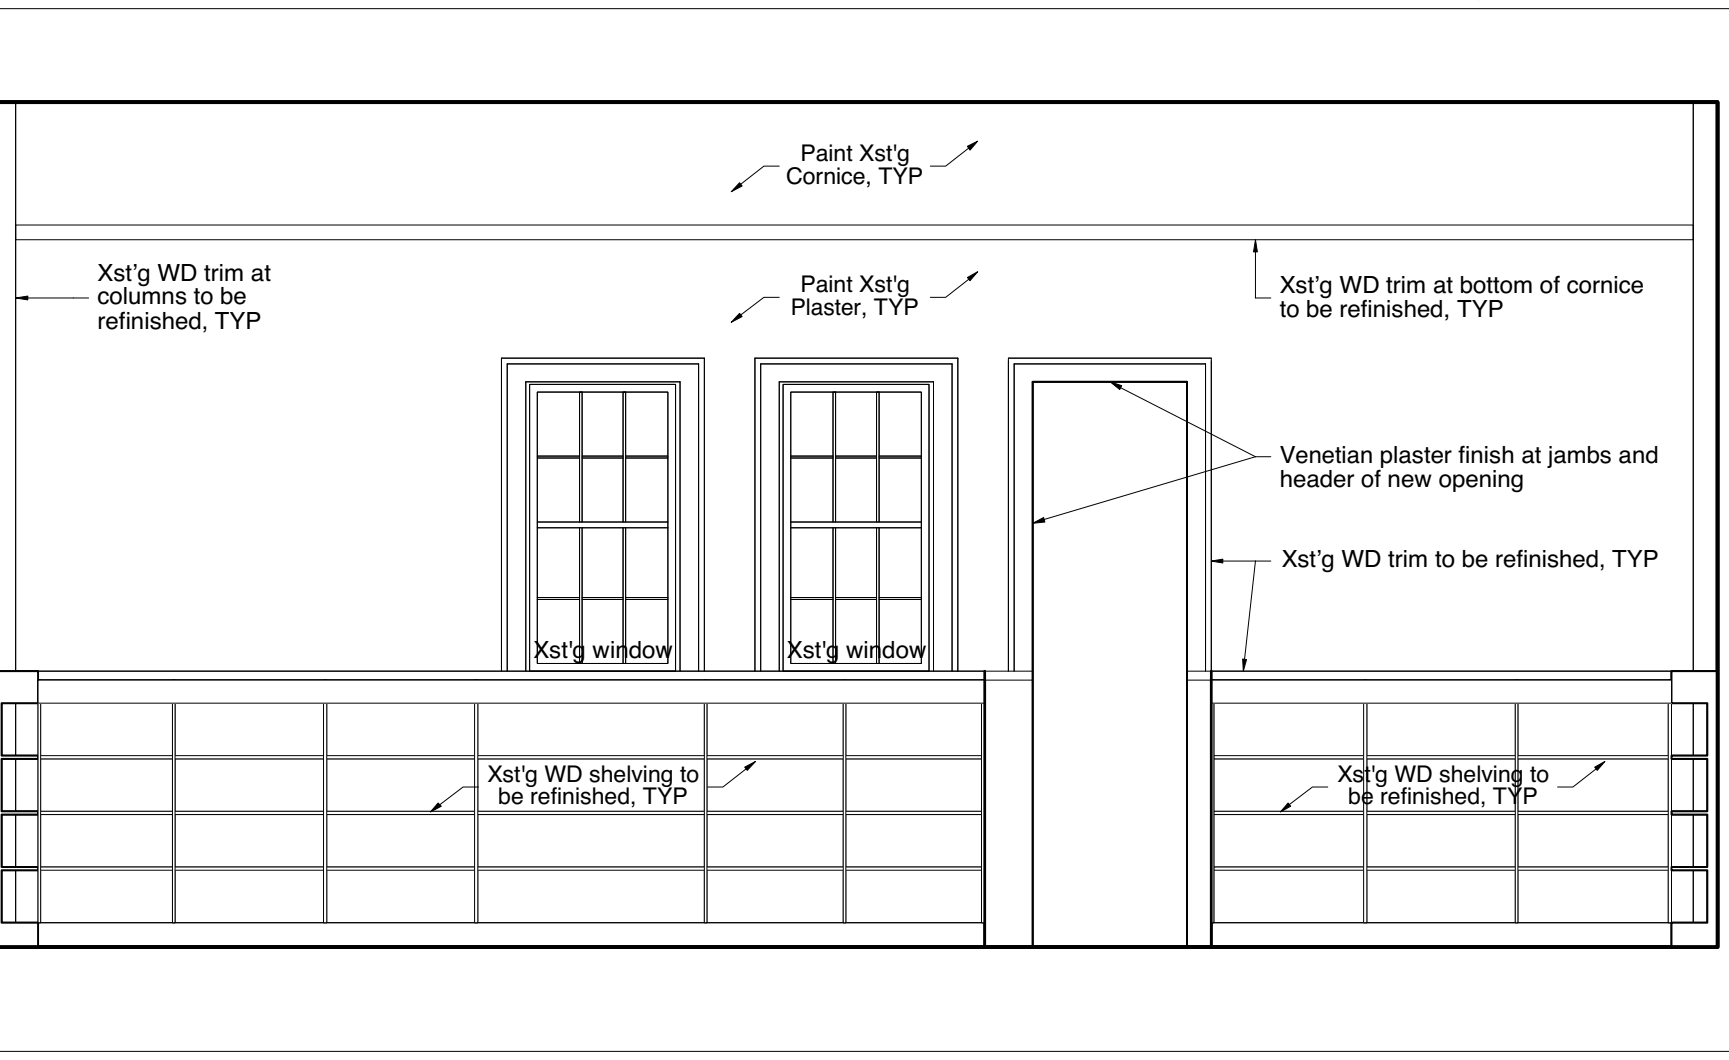 Paint Xst'g
Cornice, TYP
Xst’g WD trim at
columns to be
refinished, TYP
Paint Xst'g
Plaster, TYP
Xst’g WD trim at bottom of cornice
to be refinished, TYP
Venetian plaster finish at jambs and
header of new opening
Xst’g WD trim to be refinished, TYP
Xst'g window
Xst'g window
Xst'g WD shelving to
be refinished, TYP
Xst'g WD shelving to
be refinished, TYP